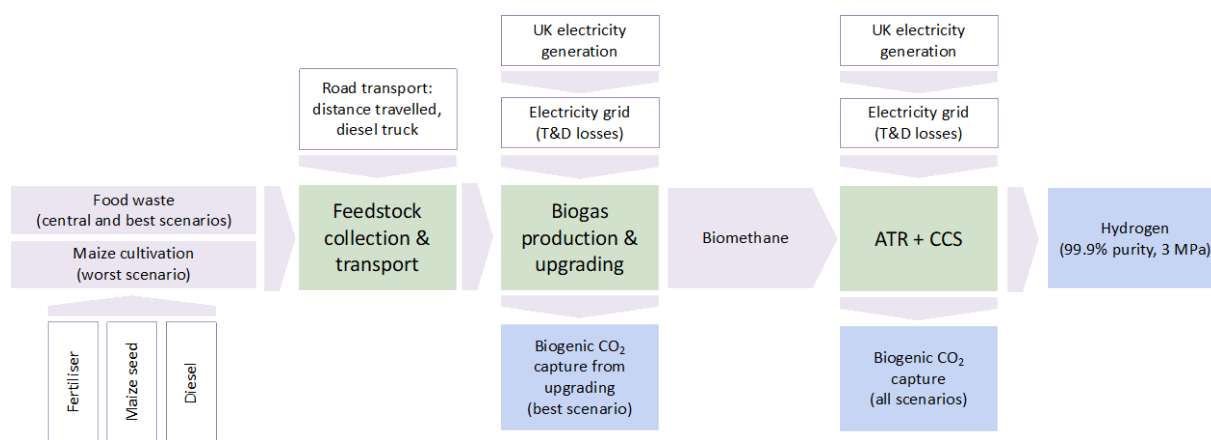 UK electricity
generation
UK electricity
generation
Road transport:
distance travelled,
diesel truck
Electricity grid
(T&D losses)
Electricity grid
(T&D losses)
Food waste
(central and best scenarios)
Maize cultivation
(worst scenario)
Feedstock
collection &
transport
Biogas
production &
upgrading
Biomethane
ATR + CCS
Hydrogen
(99.9% purity, 3 MPa)
Fertiliser
Maize seed
Diesel
Biogenic CO₂
capture from
upgrading
(best scenario)
Biogenic CO₂
capture
(all scenarios)